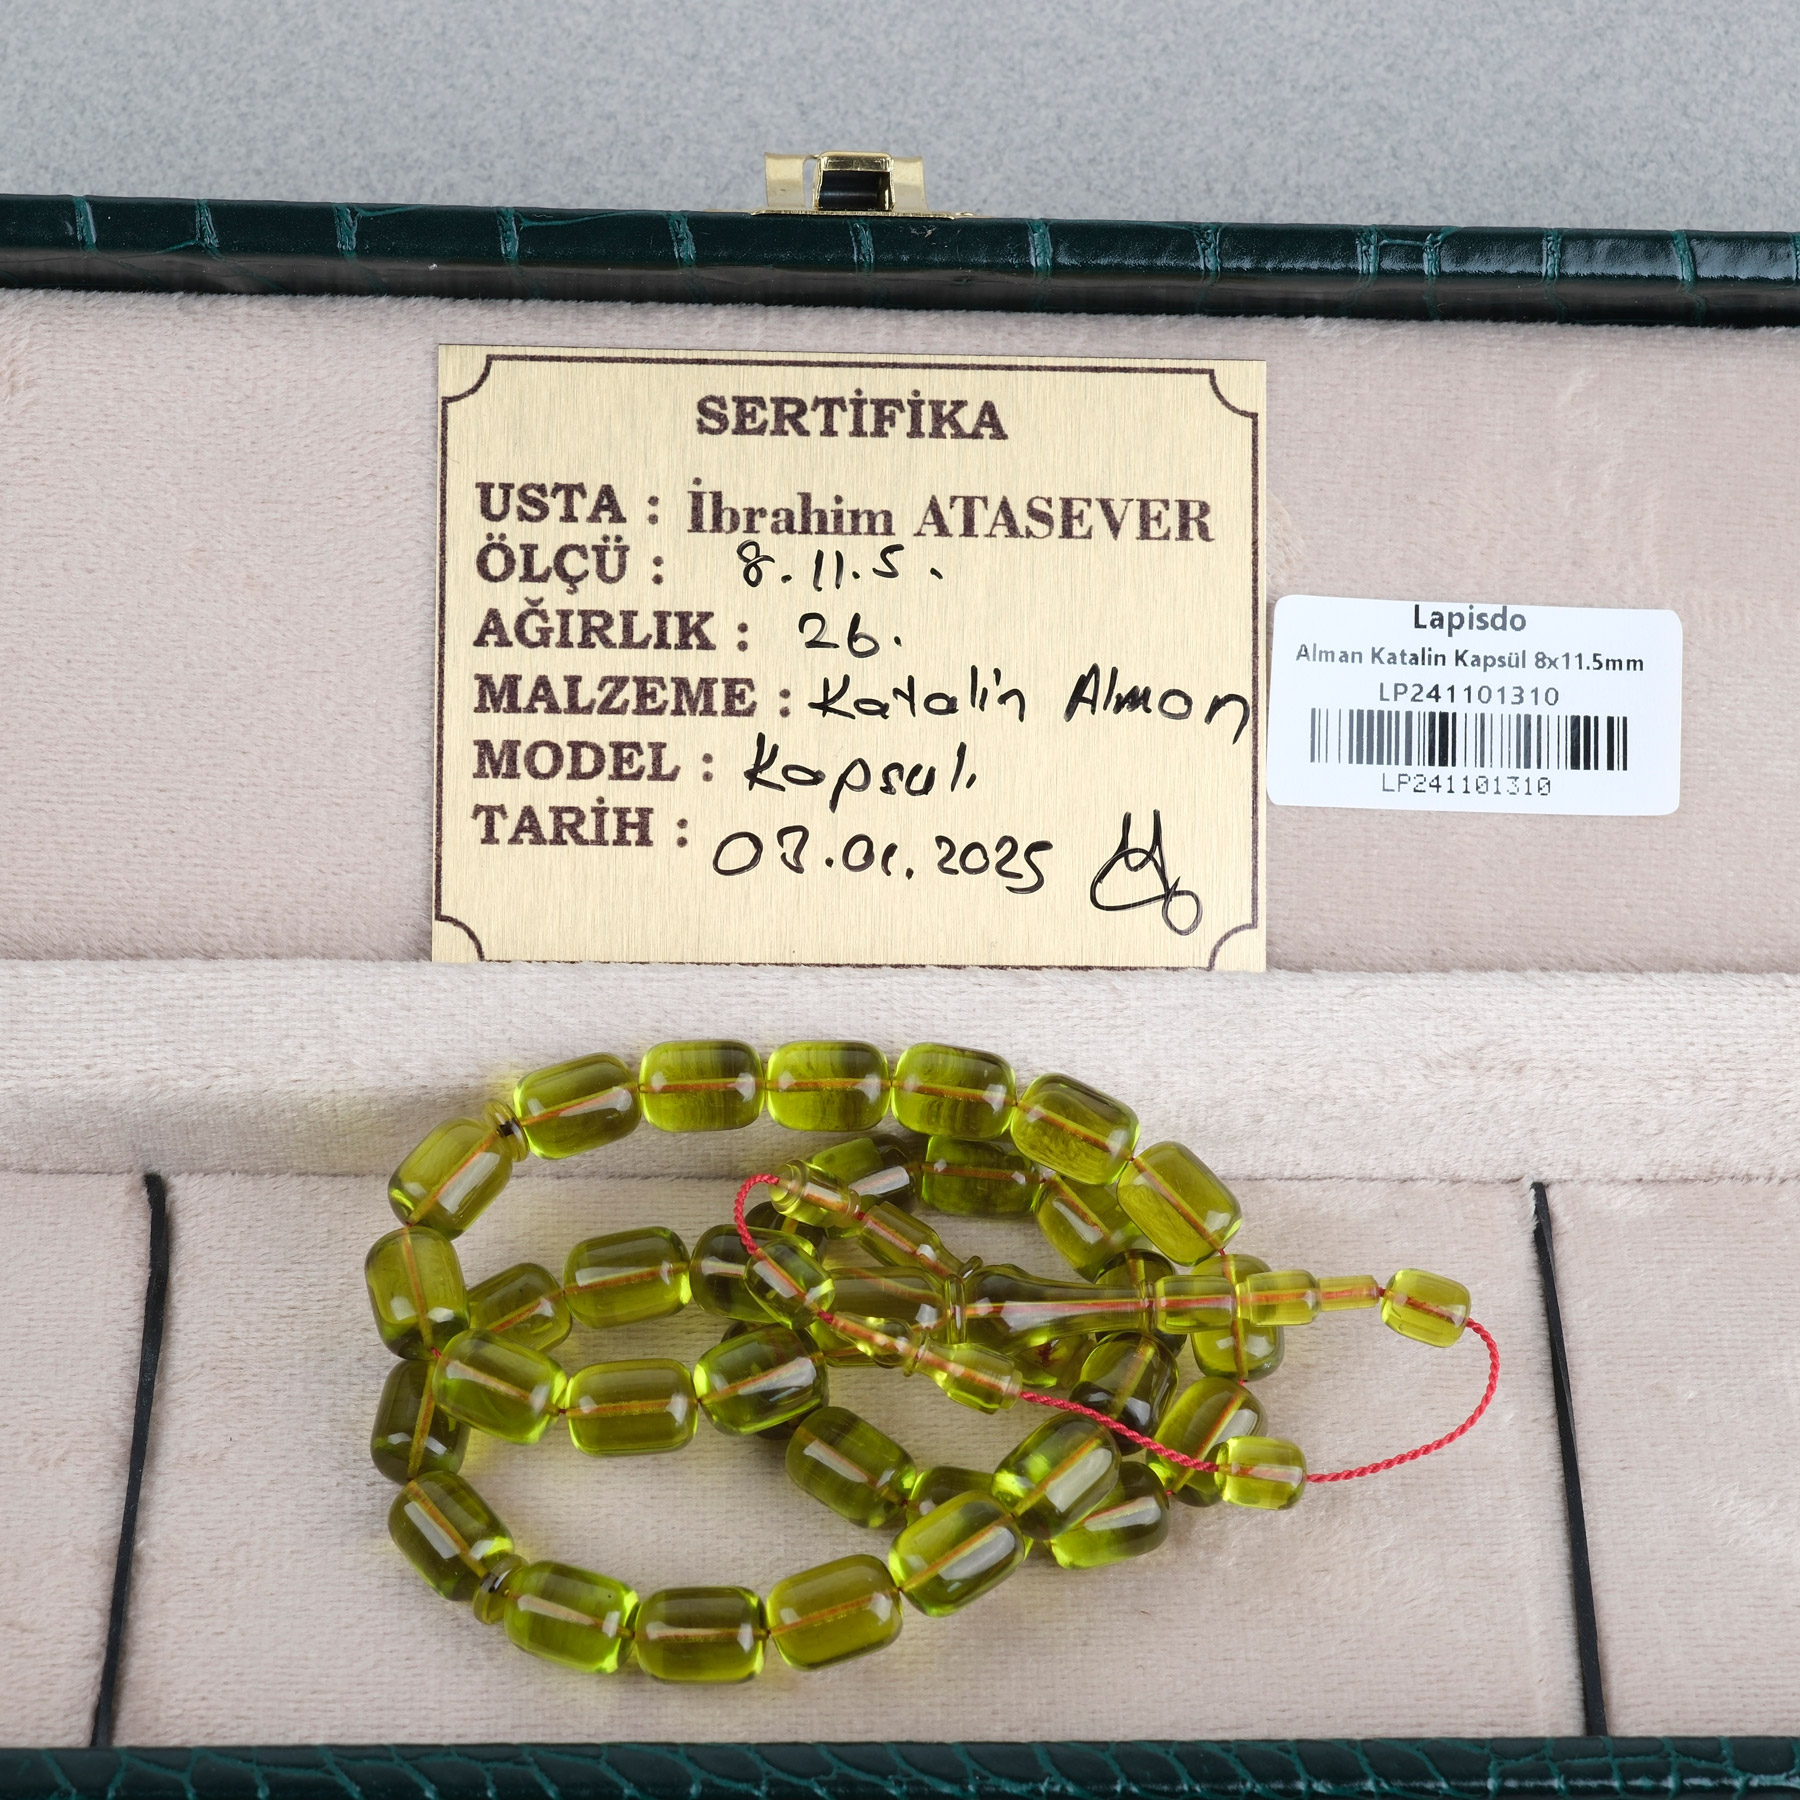 SERTİFİKA
USTA : İbrahim ATASEVER
ÖLÇÜ : 8.11.5.
AĞIRLIK : 26.
MALZEME : Katalin Alman
MODEL : Kapsül
TARİH : 07.01.2025
Lapisdo
Alman Katalin Kapsül 8x11.5mm
LP241101310
LP241101310